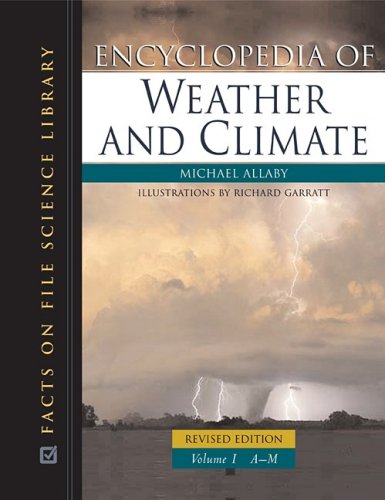 ENCYCLOPEDIA OF
WEATHER
AND CLIMATE
MICHAEL ALLABY
ILLUSTRATIONS BY RICHARD GARRATT
REVISED EDITION
Volume I A–M
FACTS ON FILE SCIENCE LIBRARY